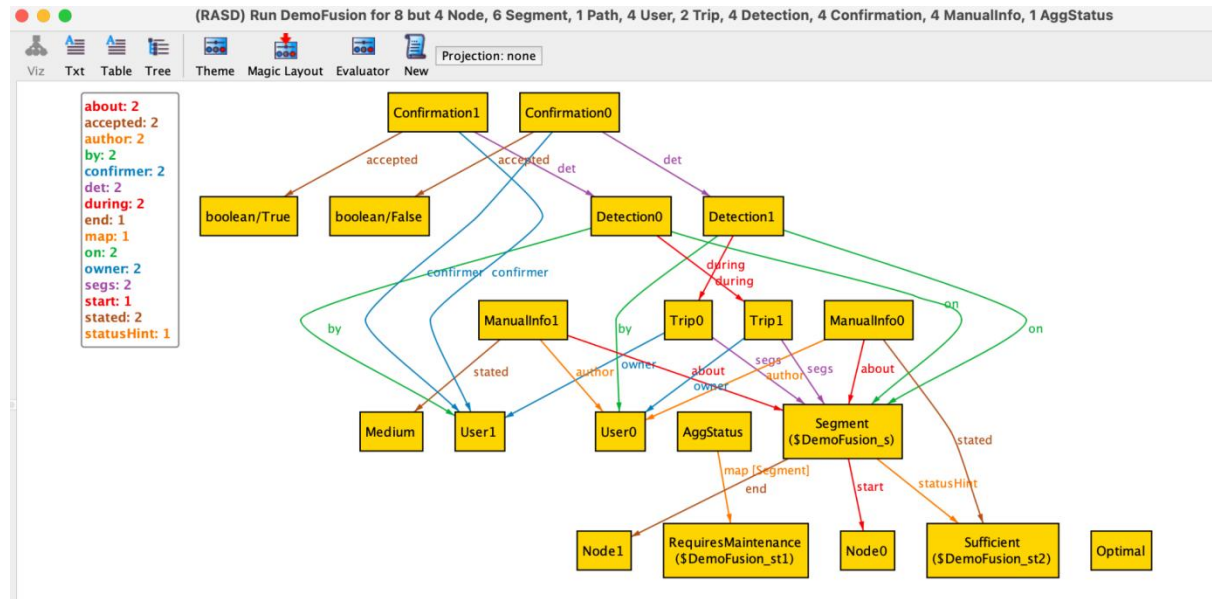 (RASD) Run DemoFusion for 8 but 4 Node, 6 Segment, 1 Path, 4 User, 2 Trip, 4 Detection, 4 Confirmation, 4 ManualInfo, 1 AggStatus
Viz Txt Table Tree Theme Magic Layout Evaluator New Projection: none
about: 2
accepted: 2
author: 2
by: 2
confirmer: 2
det: 2
during: 2
end: 1
map: 1
on: 2
owner: 2
segs: 2
start: 1
stated: 2
statusHint: 1
Confirmation1 Confirmation0
accepted accepted det det
boolean/True boolean/False Detection0 Detection1
confirmer confirmer during
during
on
ManualInfo1 Trip0 Trip1 ManualInfo0
by by on
stated author owner about segs
owner author segs about
Medium User1 User0 AggStatus Segment
($DemoFusion_s)
stated
map [Segment]
end start statusHint
Node1 RequiresMaintenance
($DemoFusion_st1)
Node0 Sufficient
($DemoFusion_st2)
Optimal